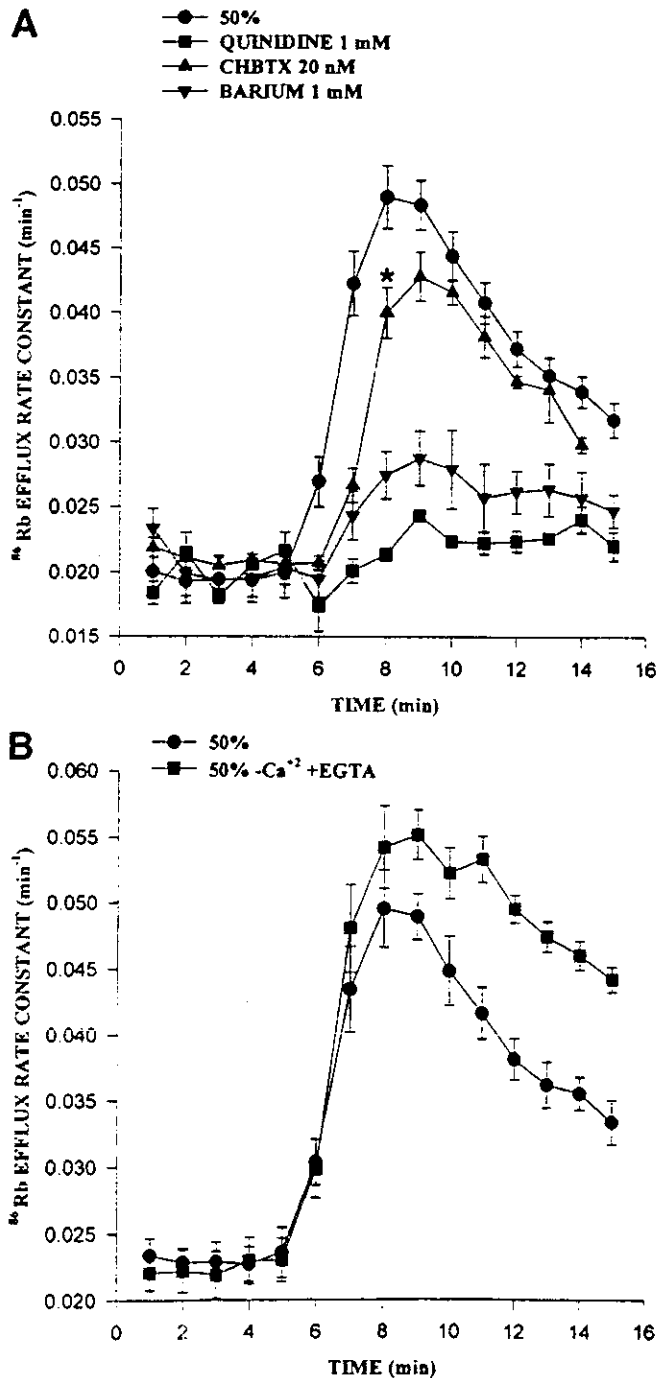 A
50%
QUINIDINE 1 mM
CHBTX 20 nM
BARIUM 1 mM
⁸⁶Rb EFFLUX RATE CONSTANT (min⁻¹)
0.055
0.050
0.045
0.040
0.035
0.030
0.025
0.020
0.015
*
0 2 4 6 8 10 12 14 16
TIME (min)
B
50%
50% -Ca⁺² +EGTA
⁸⁶Rb EFFLUX RATE CONSTANT (min⁻¹)
0.060
0.055
0.050
0.045
0.040
0.035
0.030
0.025
0.020
0 2 4 6 8 10 12 14 16
TIME (min)